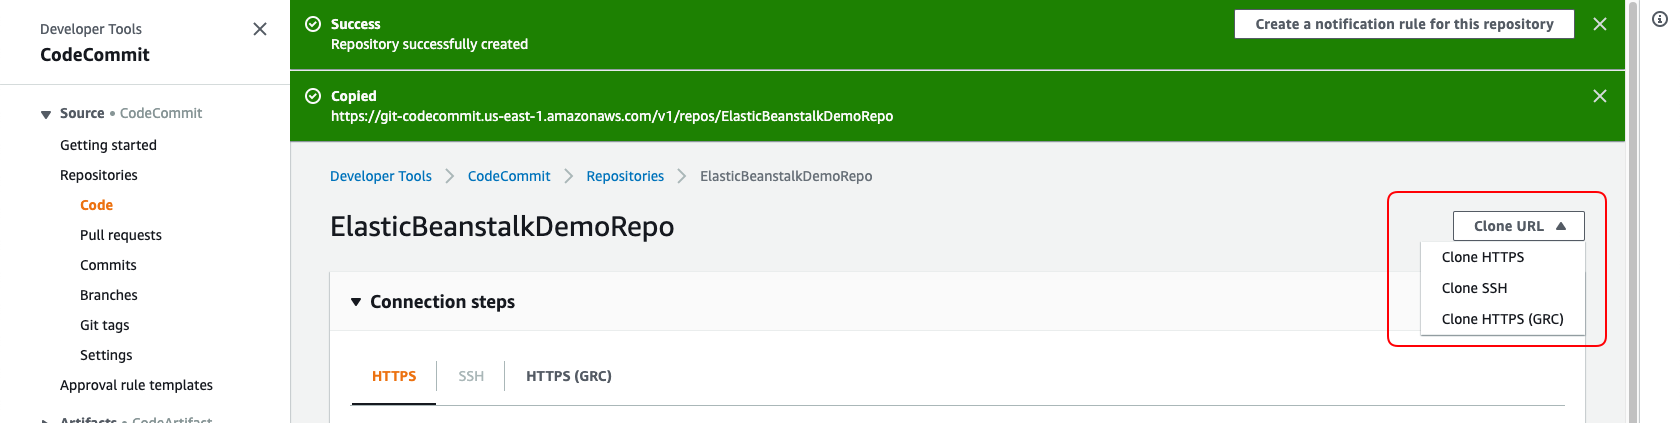 Developer Tools
CodeCommit
Source • CodeCommit
Getting started
Repositories
Code
Pull requests
Commits
Branches
Git tags
Settings
Approval rule templates
Artifacts • CodeArtifact
Success
Repository successfully created
Create a notification rule for this repository
Copied
https://git-codecommit.us-east-1.amazonaws.com/v1/repos/ElasticBeanstalkDemoRepo
Developer Tools > CodeCommit > Repositories > ElasticBeanstalkDemoRepo
ElasticBeanstalkDemoRepo
Clone URL
Clone HTTPS
Clone SSH
Clone HTTPS (GRC)
Connection steps
HTTPS SSH HTTPS (GRC)